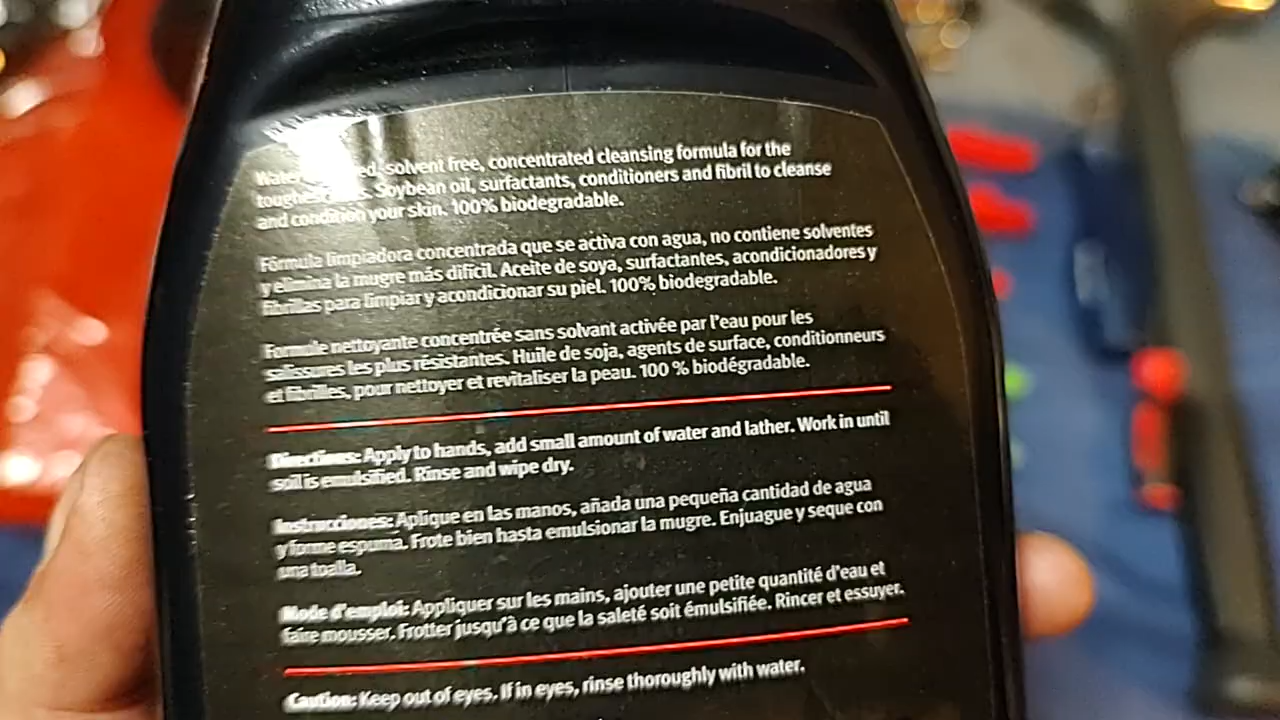 solvent free, concentrated cleansing formula for the
Soybean oil, surfactants, conditioners and fibril to cleanse
and condition your skin. 100% biodegradable.
Fórmula limpiadora concentrada que se activa con agua, no contiene solventes
y elimina la mugre más difícil. Aceite de soya, surfactantes, acondicionadores y
fibrillas para limpiar y acondicionar su piel. 100% biodegradable.
Formule nettoyante concentrée sans solvant activée par l'eau pour les
salissures les plus résistantes. Huile de soja, agents de surface, conditionneurs
et fibrilles, pour nettoyer et revitaliser la peau. 100 % biodégradable.
Directions: Apply to hands, add small amount of water and lather. Work in until
soil is emulsified. Rinse and wipe dry.
Instrucciones: Aplique en las manos, añada una pequeña cantidad de agua
y forme espuma. Frote bien hasta emulsionar la mugre. Enjuague y seque con
una toalla.
Mode d'emploi: Appliquer sur les mains, ajouter une petite quantité d'eau et
faire mousser. Frotter jusqu'à ce que la saleté soit émulsifiée. Rincer et essuyer.
Caution: Keep out of eyes. If in eyes, rinse thoroughly with water.